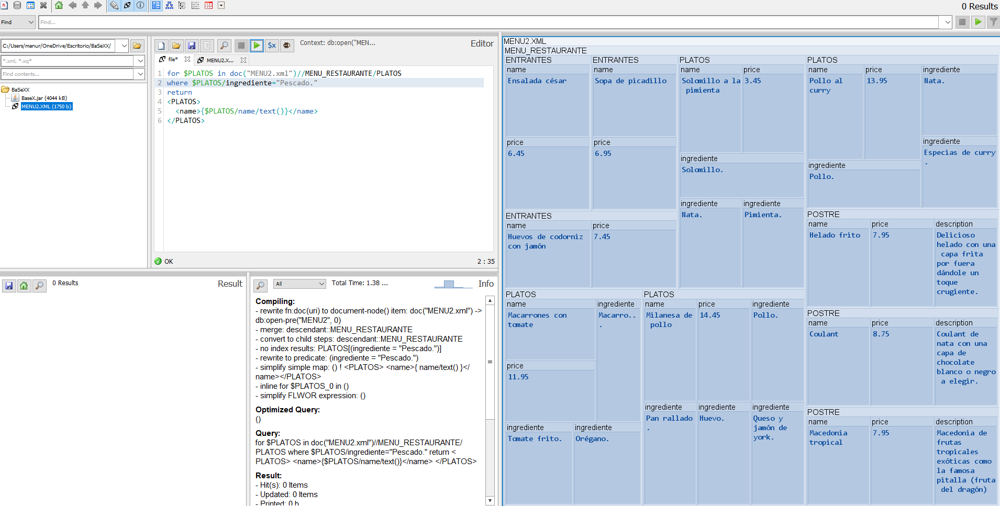 0 Results
Find
Find...
C:/Users/manur/OneDrive/Escritorio/BaSeXX/
*.xml, *.xq*
Find contents...
BaSeXX
BaseX.jar (4044 kB)
MENU2.XML (1750 b)
$x
Context: db:open("MEN...
Editor
file*
MENU2.X...
1 for $PLATOS in doc("MENU2.xml")//MENU_RESTAURANTE/PLATOS
2 where $PLATOS/ingrediente="Pescado."
3 return
4 <PLATOS>
5 <name>{$PLATOS/name/text()}</name>
6 </PLATOS>
OK
2 : 35
0 Results
Result
All
Total Time: 1.38 ...
Info
Compiling:
- rewrite fn:doc(uri) to document-node() item: doc("MENU2.xml") ->
db:open-pre("MENU2", 0)
- merge: descendant::MENU_RESTAURANTE
- convert to child steps: descendant::MENU_RESTAURANTE
- no index results: PLATOS[(ingrediente = "Pescado.")]
- rewrite to predicate: (ingrediente = "Pescado.")
- simplify simple map: () ! <PLATOS> <name>{ name/text() }</
name></PLATOS>
- inline for $PLATOS_0 in ()
- simplify FLWOR expression: ()
Optimized Query:
()
Query:
for $PLATOS in doc("MENU2.xml")//MENU_RESTAURANTE/
PLATOS where $PLATOS/ingrediente="Pescado." return <
PLATOS> <name>{$PLATOS/name/text()}</name> </PLATOS>
Result:
- Hit(s): 0 Items
- Updated: 0 Items
- Printed: 0 b
MENU2.XML
MENU_RESTAURANTE
ENTRANTES
name
Ensalada césar
price
6.45
ENTRANTES
name
Sopa de picadillo
price
6.95
ENTRANTES
name
Huevos de codorniz
con jamón
price
7.45
PLATOS
name
Solomillo a la
pimienta
price
3.45
ingrediente
Solomillo.
ingrediente
Nata.
ingrediente
Pimienta.
PLATOS
name
Pollo al
curry
price
13.95
ingrediente
Nata.
ingrediente
Especias de curry
.
ingrediente
Pollo.
PLATOS
name
Macarrones con
tomate
ingrediente
Macarro..
.
price
11.95
ingrediente
Tomate frito.
ingrediente
Orégano.
PLATOS
name
Milanesa de
pollo
price
14.45
ingrediente
Pollo.
ingrediente
Pan rallado
.
ingrediente
Huevo.
ingrediente
Queso y
jamón de
york.
POSTRE
name
Helado frito
price
7.95
description
Delicioso
helado con una
capa frita
por fuera
dándole un
toque
crugiente.
POSTRE
name
Coulant
price
8.75
description
Coulant de
nata con una
capa de
chocolate
blanco o negro
a elegir.
POSTRE
name
Macedonia
tropical
price
7.95
description
Macedonia de
frutas
tropicales
exóticas como
la famosa
pitalla (fruta
del dragón)